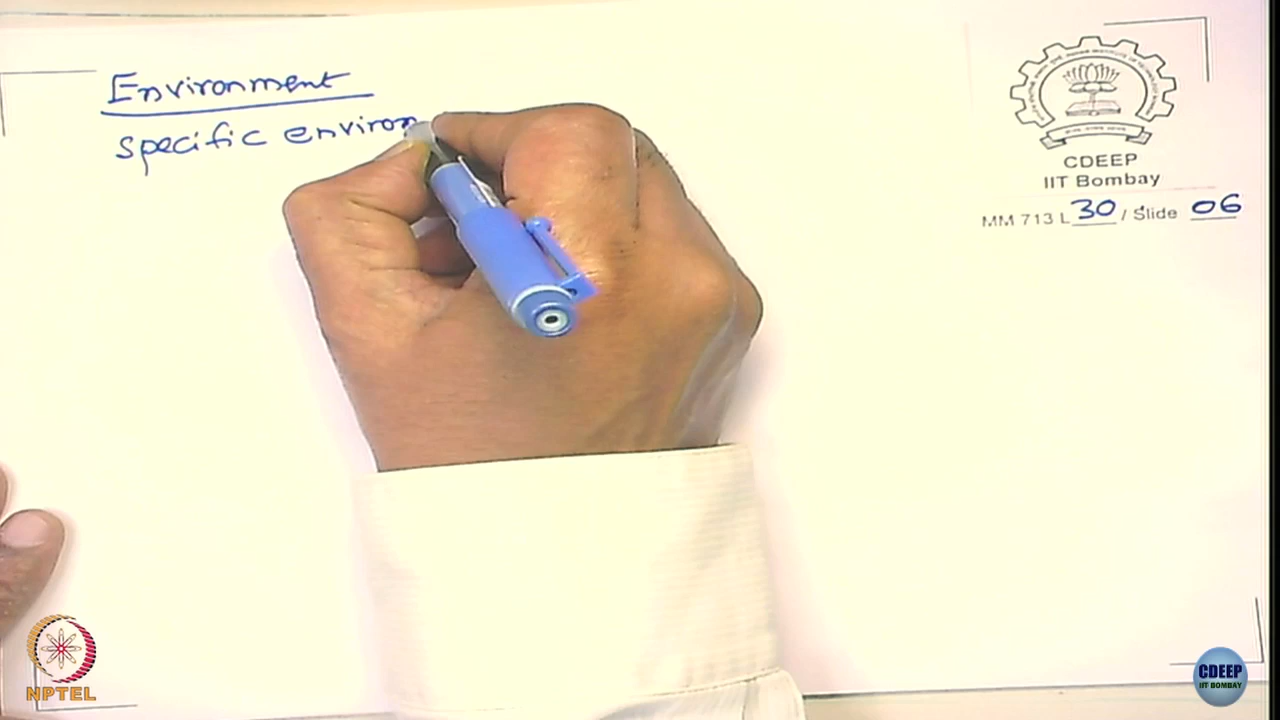 Environment
specific environ
CDEEP
IIT Bombay
MM 713 L 30 / Slide 06
NPTEL
CDEEP
IIT BOMBAY